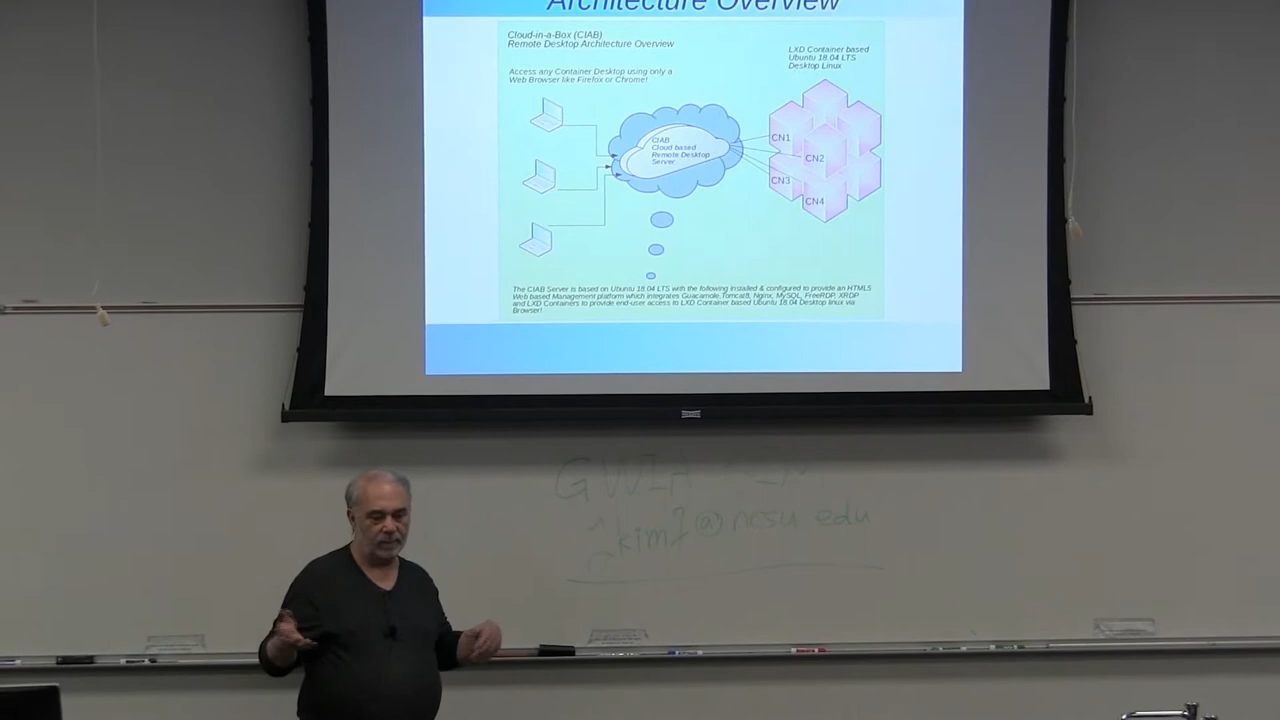 Architecture Overview
Cloud-in-a-Box (CIAB)
Remote Desktop Architecture Overview
Access any Container Desktop using only a
Web Browser like Firefox or Chrome!
LXD Container based
Ubuntu 18.04 LTS
Desktop Linux
CIAB
Cloud based
Remote Desktop
Server
CN1
CN2
CN3
CN4
The CIAB Server is based on Ubuntu 18.04 LTS with the following installed & configured to provide an HTML5
Web based Management platform which integrates Guacamole,Tomcat8, Nginx, MySQL, FreeRDP, XRDP
and LXD Containers to provide end-user access to LXD Container based Ubuntu 18.04 Desktop linux via
Browser!
@ ncsu edu